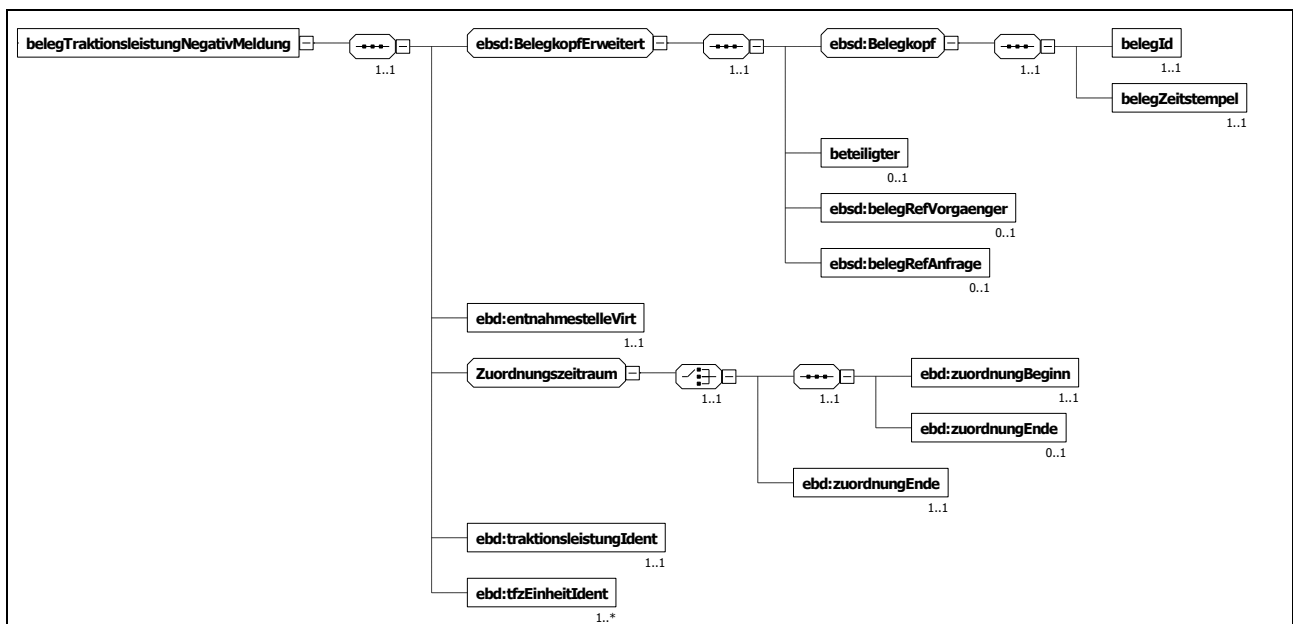 belegTraktionsleistungNegativMeldung
1..1
ebsd:BelegkopfErweitert
1..1
ebsd:Belegkopf
1..1
belegId
1..1
belegZeitstempel
1..1
beteiligter
0..1
ebsd:belegRefVorgaenger
0..1
ebsd:belegRefAnfrage
0..1
ebd:entnahmestelleVirt
1..1
Zuordnungszeitraum
1..1
1..1
ebd:zuordnungBeginn
1..1
ebd:zuordnungEnde
0..1
ebd:zuordnungEnde
1..1
ebd:traktionsleistungIdent
1..1
ebd:tfzEinheitIdent
1..*